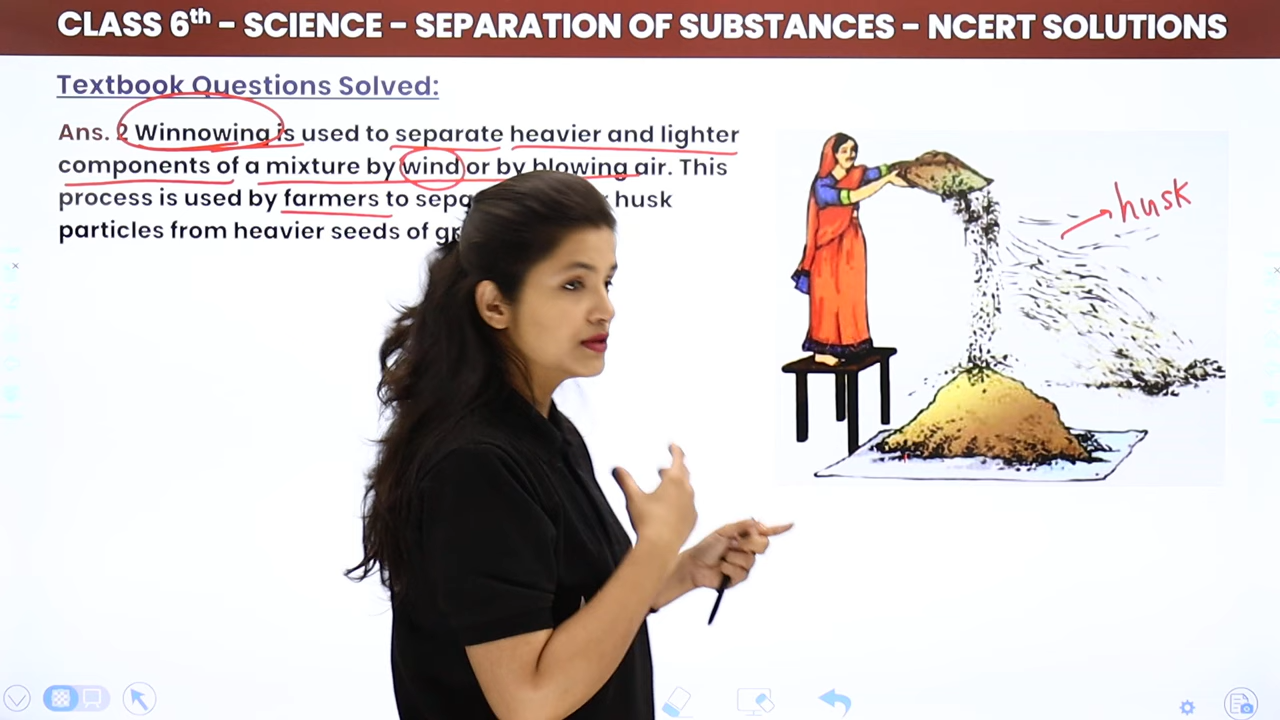 CLASS 6th – SCIENCE – SEPARATION OF SUBSTANCES – NCERT SOLUTIONS
Textbook Questions Solved:
Ans. 2 Winnowing is used to separate heavier and lighter
components of a mixture by wind or by blowing air. This
process is used by farmers to husk
particles from heavier seeds of
husk